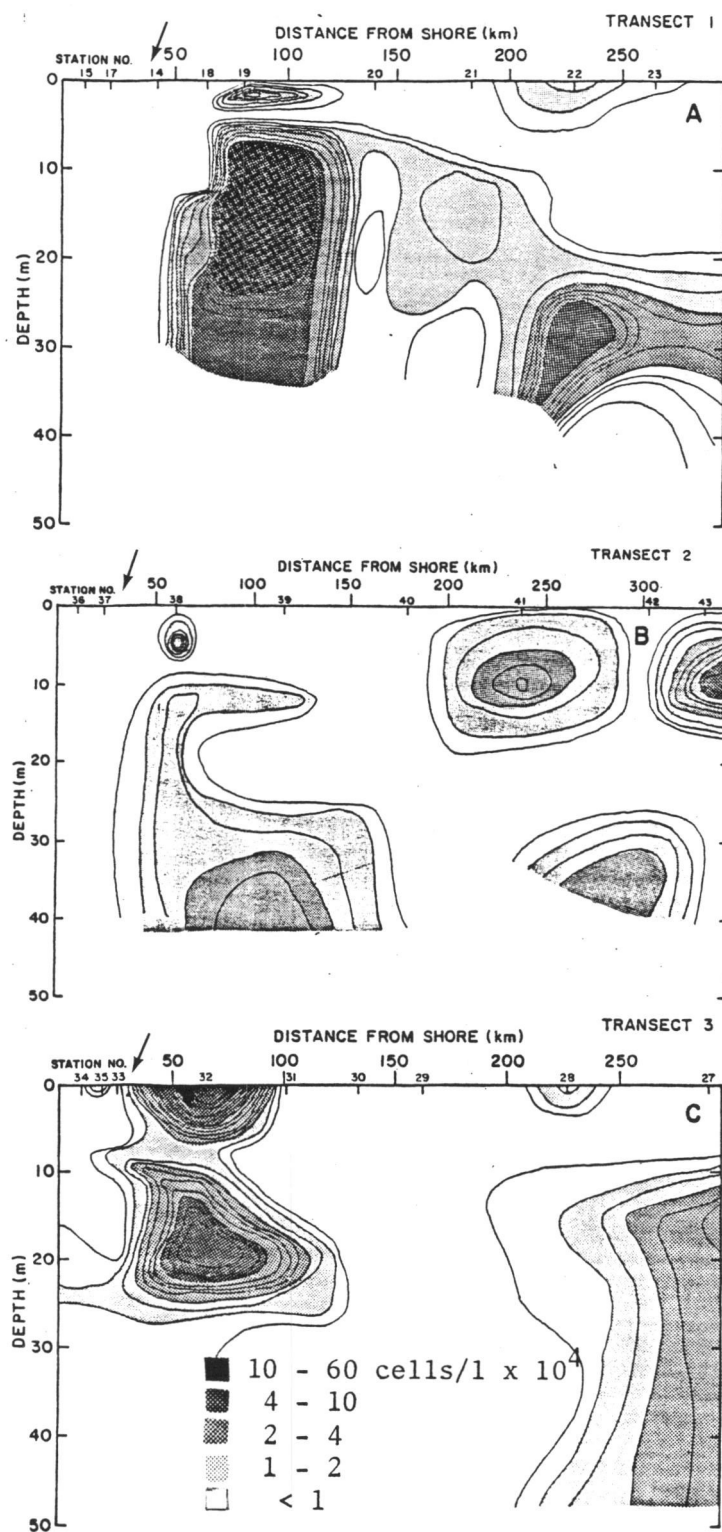 TRANSECT 1
DISTANCE FROM SHORE (km)
STATION NO. 50 100 150 200 250
15 17 14 18 19 20 21 22 23
A
0
10
20
30
40
50
DEPTH (m)
TRANSECT 2
DISTANCE FROM SHORE (km)
STATION NO. 50 100 150 200 250 300
36 37 38 39 40 41 42 43
B
0
10
20
30
40
50
DEPTH (m)
TRANSECT 3
DISTANCE FROM SHORE (km)
STATION NO. 50 100 150 200 250
34 35 33 32 31 30 29 28 27
C
0
10
20
30
40
50
DEPTH (m)
10 - 60 cells/l x 10⁴
4 - 10
2 - 4
1 - 2
< 1